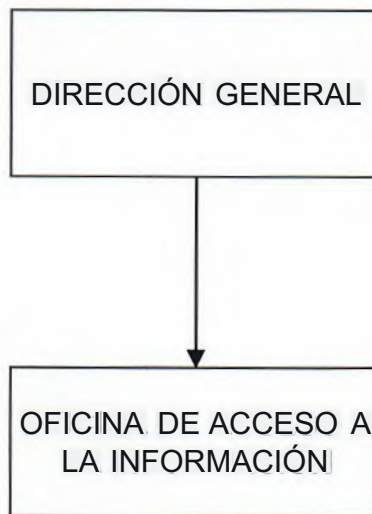 DIRECCIÓN GENERAL
OFICINA DE ACCESO A
LA INFORMACIÓN